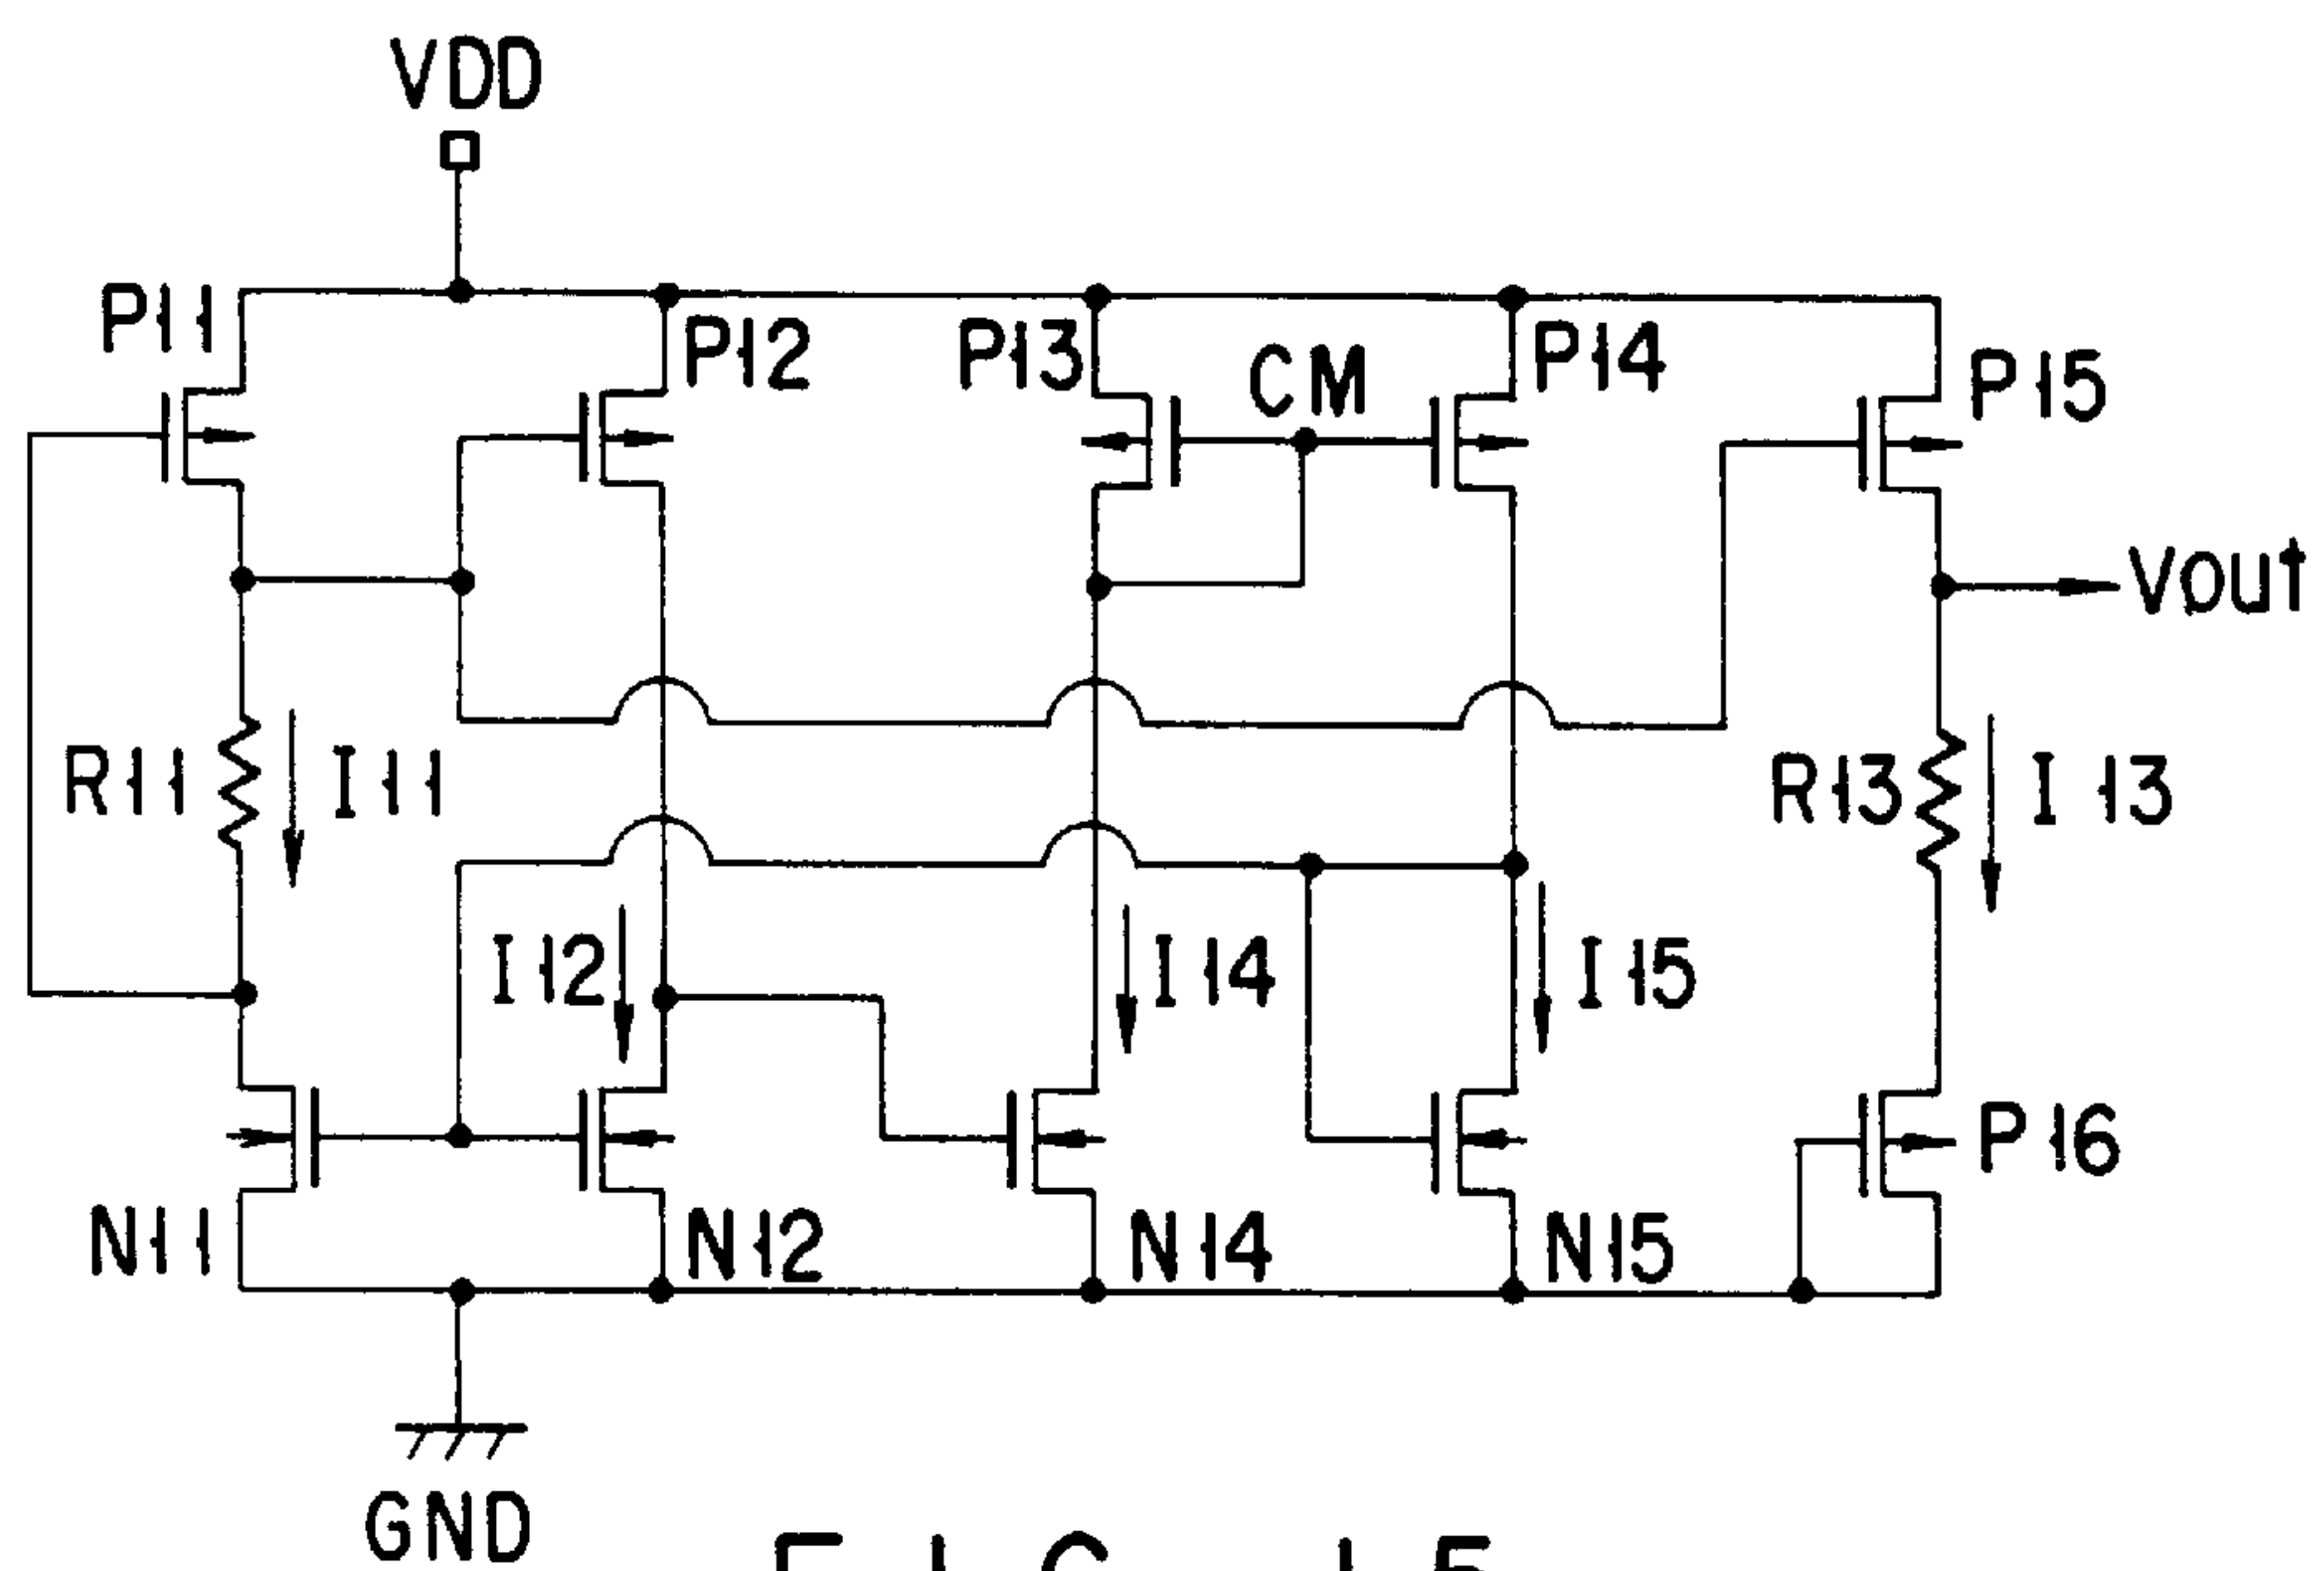 VDD
P11
P12
P13
CM
P14
P15
Vout
R11
I11
R13
I13
I12
I14
I15
P16
N11
N12
N14
N15
GND